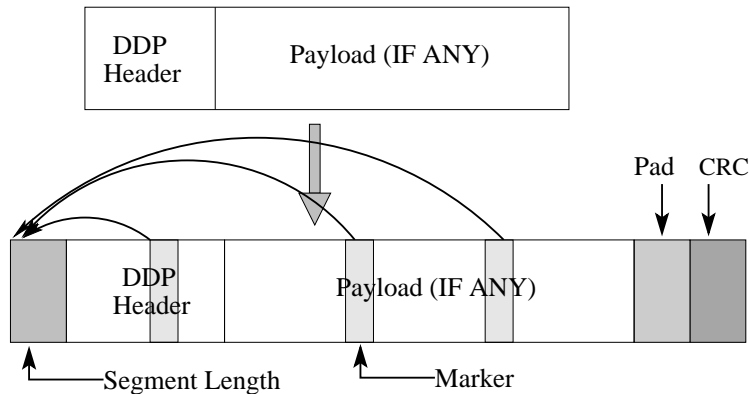 DDP
Header
Payload (IF ANY)
Pad
CRC
DDP
Header
Payload (IF ANY)
Segment Length
Marker